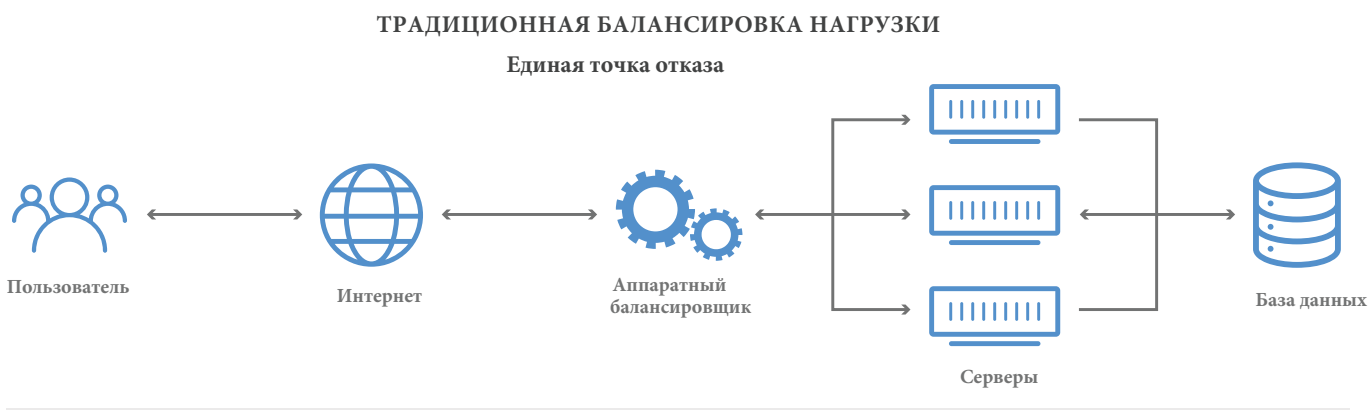 ТРАДИЦИОННАЯ БАЛАНСИРОВКА НАГРУЗКИ
Единая точка отказа
Пользователь
Интернет
Аппаратный
балансировщик
Серверы
База данных